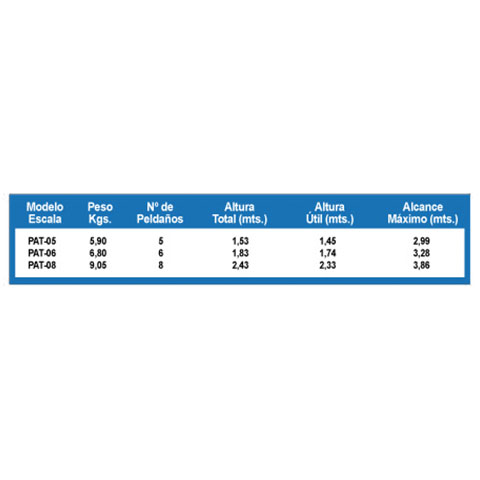 Modelo Peso Nº de Altura Altura Alcance
Escala Kgs. Peldaños Total (mts.) Útil (mts.) Máximo (mts.)
PAT-05 5,90 5 1,53 1,45 2,99
PAT-06 6,80 6 1,83 1,74 3,28
PAT-08 9,05 8 2,43 2,33 3,86